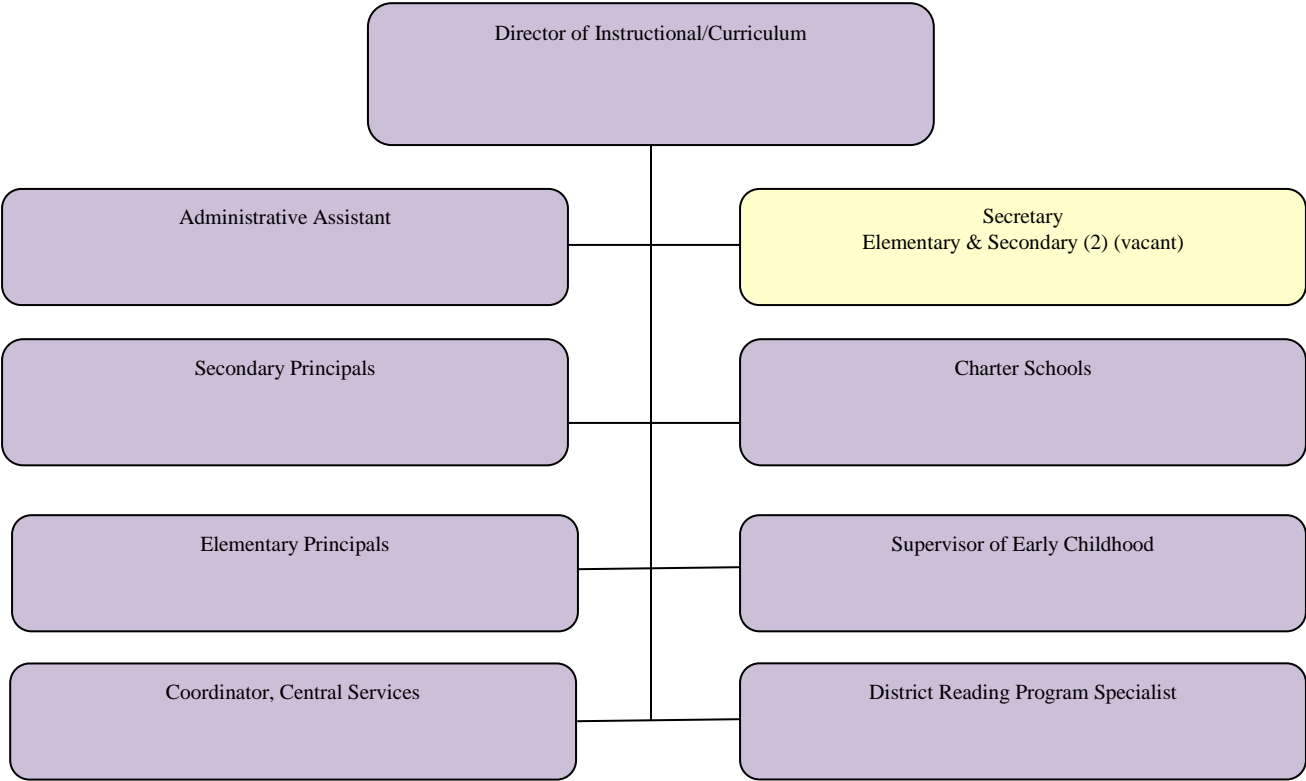 Director of Instructional/Curriculum
Administrative Assistant
Secretary
Elementary & Secondary (2) (vacant)
Secondary Principals
Charter Schools
Elementary Principals
Supervisor of Early Childhood
Coordinator, Central Services
District Reading Program Specialist